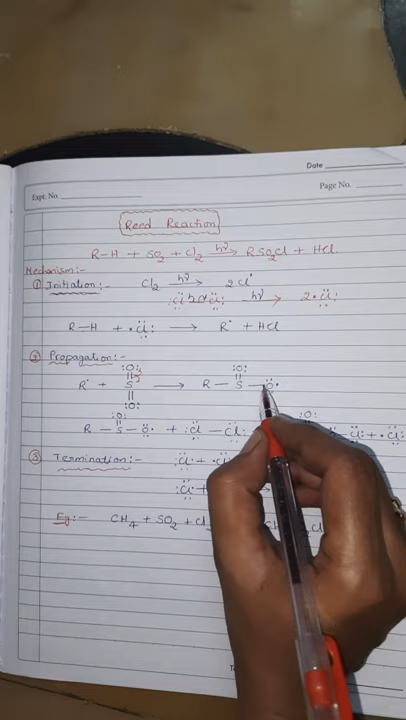 Date
Expt. No.
Page No.
Reed Reaction
R-H + SO₂ + Cl₂ —hν→ RSO₂Cl + HCl
Mechanism:-
① Initiation:- Cl₂ —hν→ 2Cl•
:Cl Cl: —hν→ 2•Cl:
R-H + •Cl: → R• + HCl
② Propagation:-
:O: :O:
R• + S → R - S - O•
:O:
:O: :O:
R - S - O• + :Cl - Cl: Cl: + •Cl:
③ Termination:- :Cl• + •
:Cl• +
Eg:- CH₄ + SO₂ + Cl